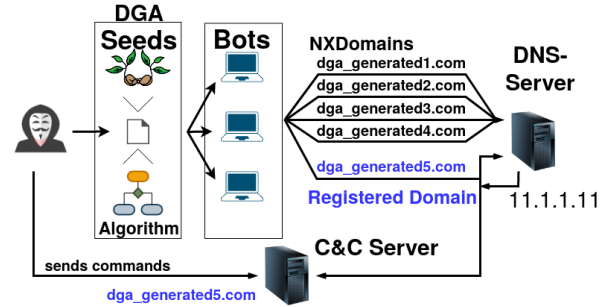 DGA
Seeds
Algorithm
Bots
NXDomains
dga_generated1.com
dga_generated2.com
dga_generated3.com
dga_generated4.com
dga_generated5.com
Registered Domain
DNS-
Server
11.1.1.11
C&C Server
sends commands
dga_generated5.com